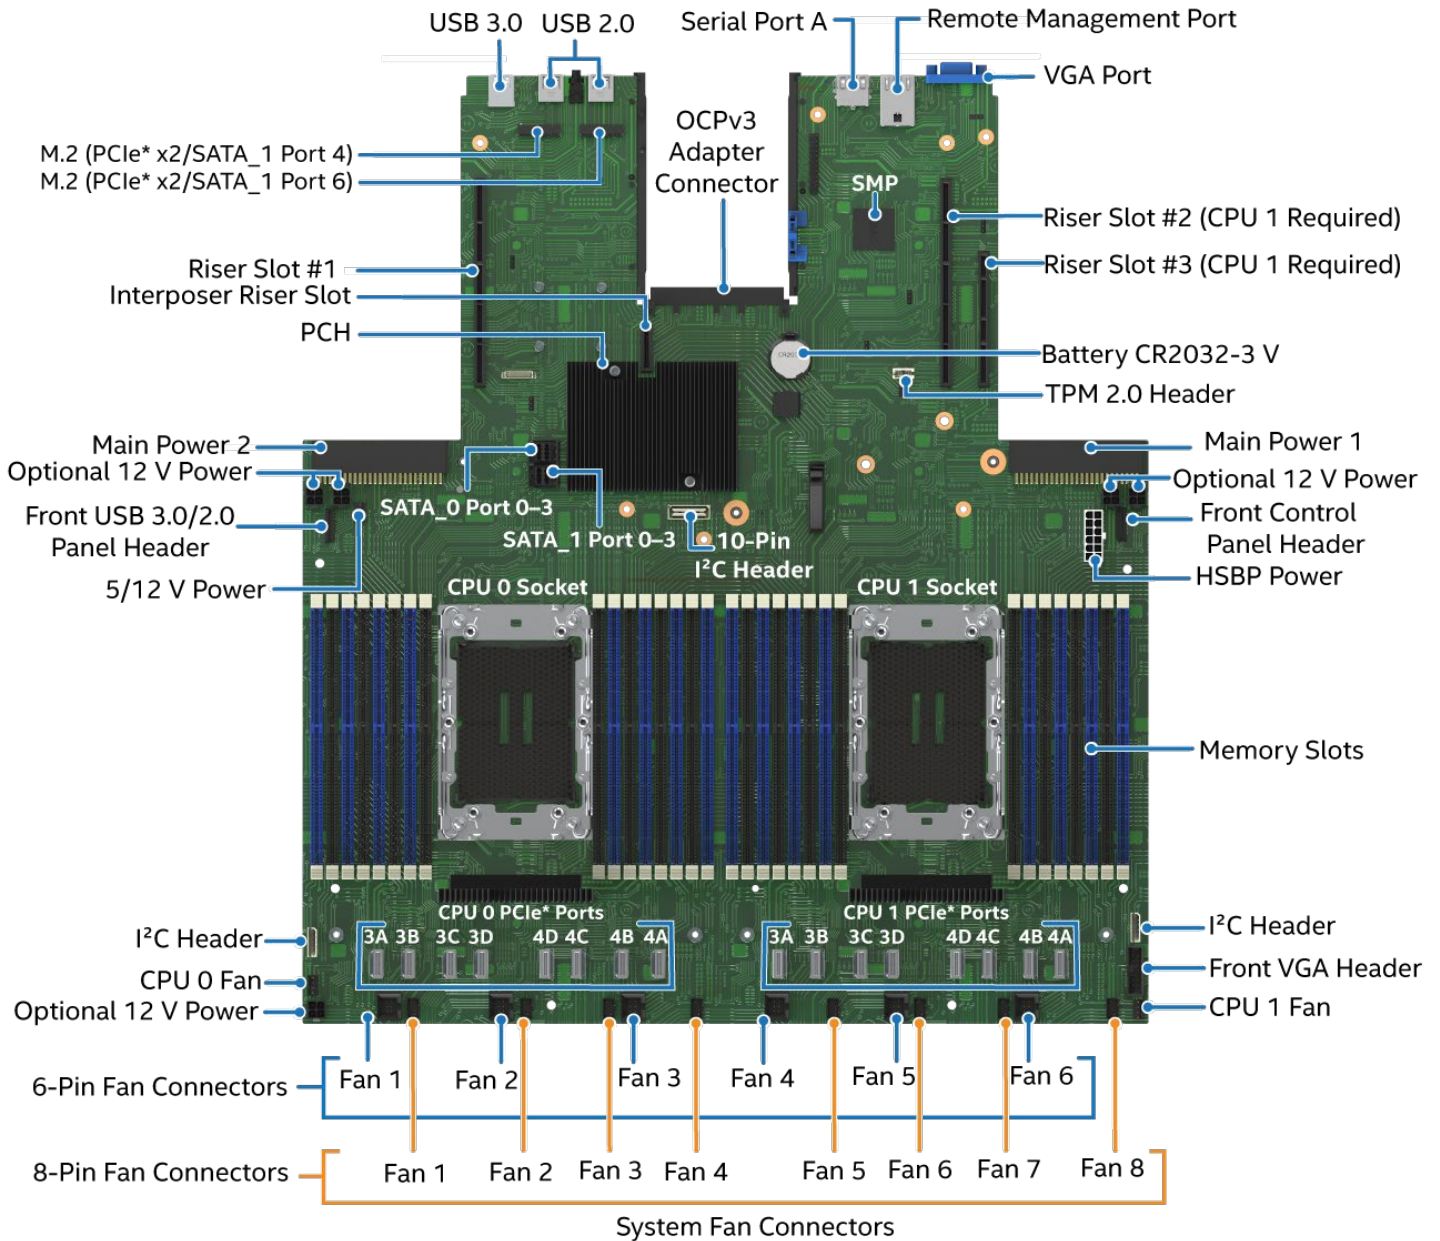 USB 3.0
USB 2.0
Serial Port A
Remote Management Port
VGA Port
OCPv3
Adapter
Connector
M.2 (PCIe* x2/SATA_1 Port 4)
M.2 (PCIe* x2/SATA_1 Port 6)
SMP
Riser Slot #2 (CPU 1 Required)
Riser Slot #1
Riser Slot #3 (CPU 1 Required)
Interposer Riser Slot
PCH
Battery CR2032-3 V
TPM 2.0 Header
Main Power 2
Main Power 1
Optional 12 V Power
Optional 12 V Power
SATA_0 Port 0–3
Front USB 3.0/2.0
Panel Header
Front Control
Panel Header
SATA_1 Port 0–3
10-Pin
I²C Header
HSBP Power
5/12 V Power
CPU 0 Socket
CPU 1 Socket
Memory Slots
CPU 0 PCIe* Ports
CPU 1 PCIe* Ports
3A 3B 3C 3D 4D 4C 4B 4A
3A 3B 3C 3D 4D 4C 4B 4A
I²C Header
I²C Header
CPU 0 Fan
Front VGA Header
Optional 12 V Power
CPU 1 Fan
6-Pin Fan Connectors
Fan 1
Fan 2
Fan 3
Fan 4
Fan 5
Fan 6
8-Pin Fan Connectors
Fan 1
Fan 2
Fan 3
Fan 4
Fan 5
Fan 6
Fan 7
Fan 8
System Fan Connectors